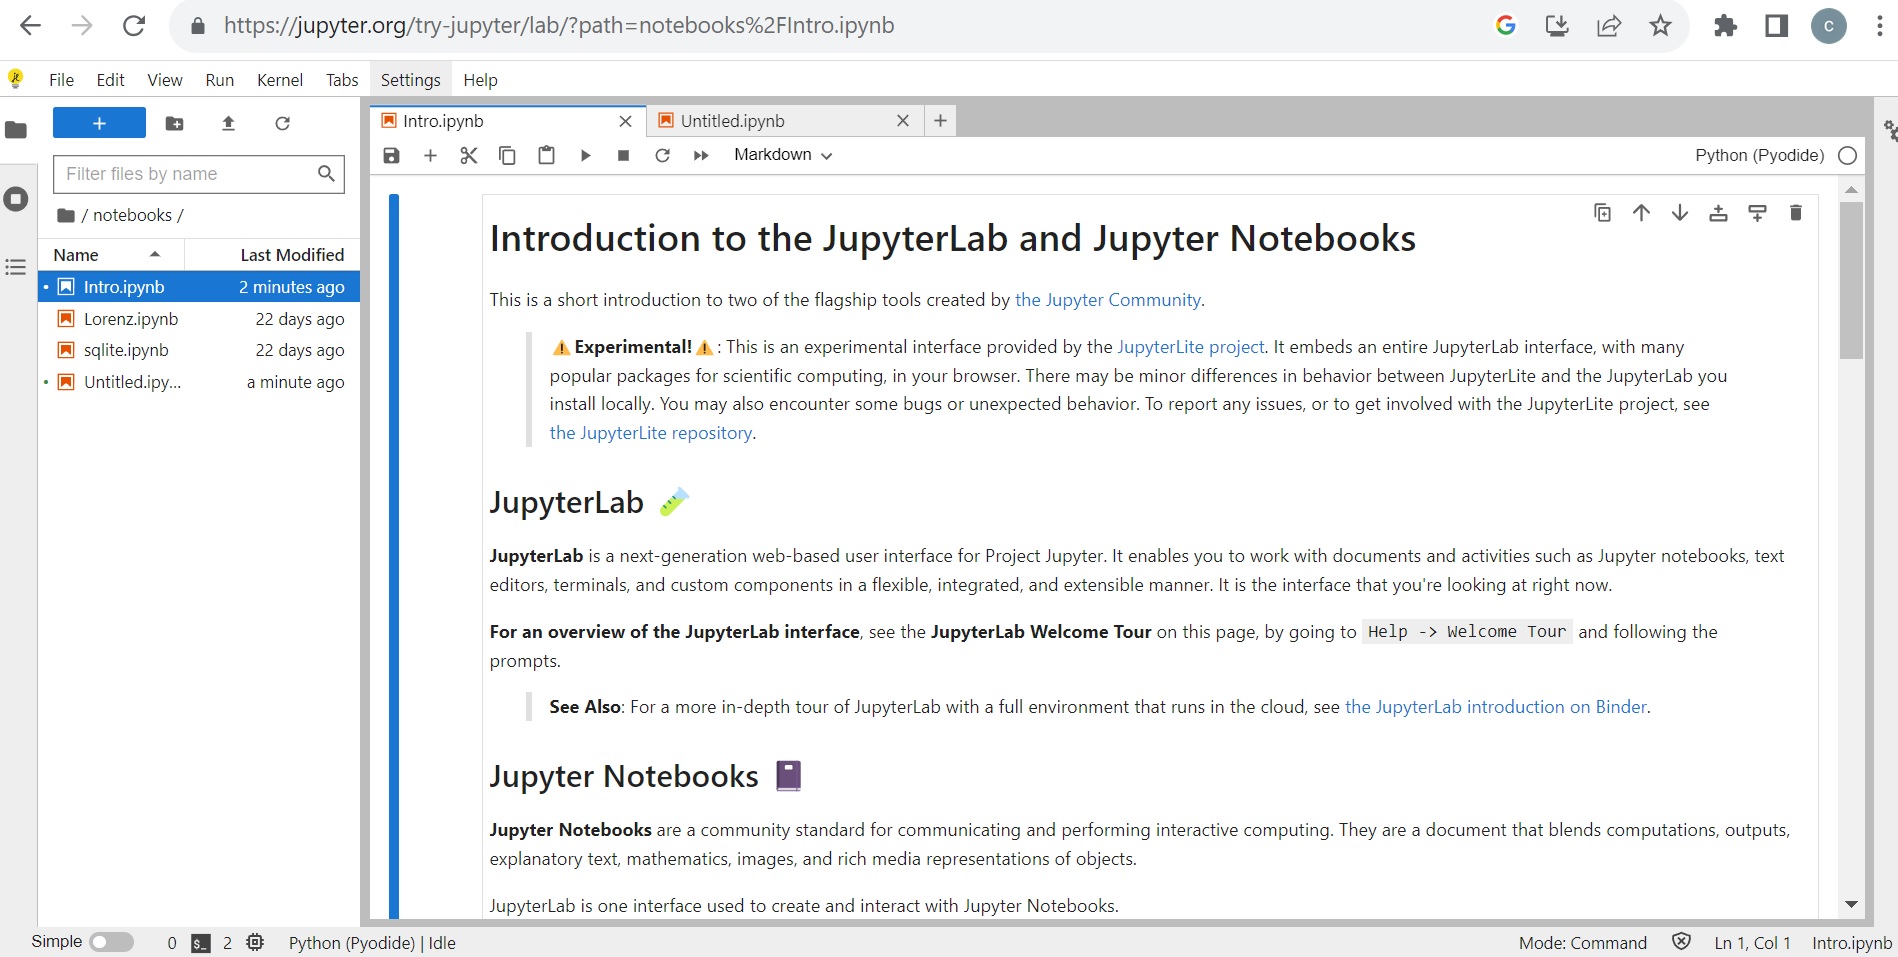 https://jupyter.org/try-jupyter/lab/?path=notebooks%2FIntro.ipynb
C
File Edit View Run Kernel Tabs Settings Help
Intro.ipynb
Untitled.ipynb
Markdown
Python (Pyodide)
Filter files by name
/ notebooks /
Name Last Modified
Intro.ipynb 2 minutes ago
Lorenz.ipynb 22 days ago
sqlite.ipynb 22 days ago
Untitled.ipy... a minute ago
Introduction to the JupyterLab and Jupyter Notebooks
This is a short introduction to two of the flagship tools created by the Jupyter Community.
⚠️ Experimental! ⚠️ : This is an experimental interface provided by the JupyterLite project. It embeds an entire JupyterLab interface, with many
popular packages for scientific computing, in your browser. There may be minor differences in behavior between JupyterLite and the JupyterLab you
install locally. You may also encounter some bugs or unexpected behavior. To report any issues, or to get involved with the JupyterLite project, see
the JupyterLite repository.
JupyterLab
JupyterLab is a next-generation web-based user interface for Project Jupyter. It enables you to work with documents and activities such as Jupyter notebooks, text
editors, terminals, and custom components in a flexible, integrated, and extensible manner. It is the interface that you're looking at right now.
For an overview of the JupyterLab interface, see the JupyterLab Welcome Tour on this page, by going to Help -> Welcome Tour and following the
prompts.
See Also: For a more in-depth tour of JupyterLab with a full environment that runs in the cloud, see the JupyterLab introduction on Binder.
Jupyter Notebooks
Jupyter Notebooks are a community standard for communicating and performing interactive computing. They are a document that blends computations, outputs,
explanatory text, mathematics, images, and rich media representations of objects.
JupyterLab is one interface used to create and interact with Jupyter Notebooks.
Simple 0 $_ 2 Python (Pyodide) | Idle
Mode: Command Ln 1, Col 1 Intro.ipynb